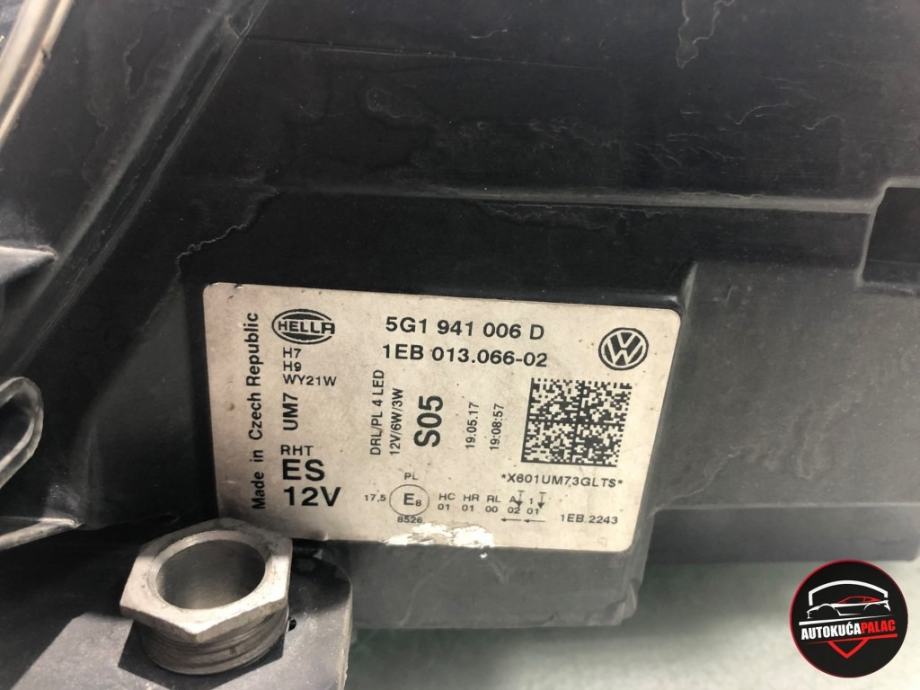 Made in Czech Republic
HELLA
5G1 941 006 D
1EB 013.066-02
H7
H9
WY21W
UM7
RHT
ES
12V
DRL/PL 4 LED
12V/6W/3W
S05
19.05.17
19:08:57
*X601UM73GLTS*
PL
17,5
E8
8526
HC HR RL A 1
01 01 00 02 01
1EB 2243
AUTOKUĆAPALAC